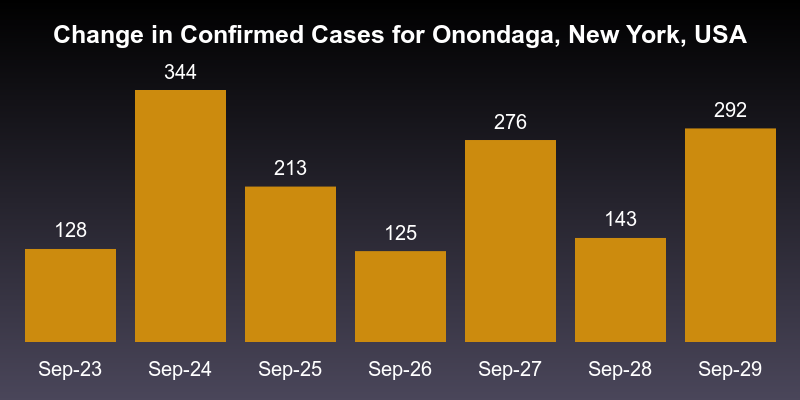 Change in Confirmed Cases for Onondaga, New York, USA
128
344
213
125
276
143
292
Sep-23
Sep-24
Sep-25
Sep-26
Sep-27
Sep-28
Sep-29